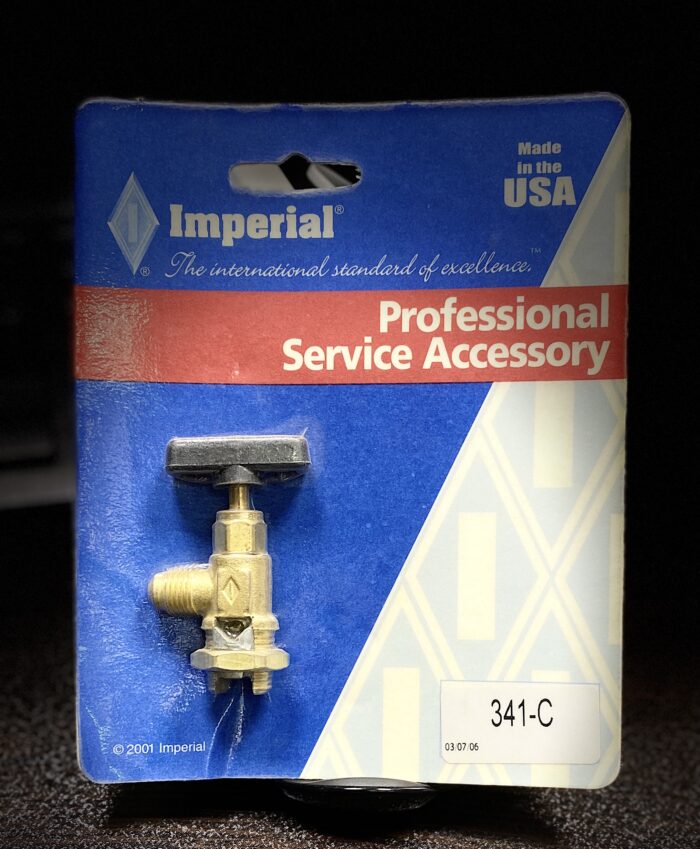 Made
in the
USA
Imperial®
®
The international standard of excellence.™
Professional
Service Accessory
341-C
03 07 06
© 2001 Imperial